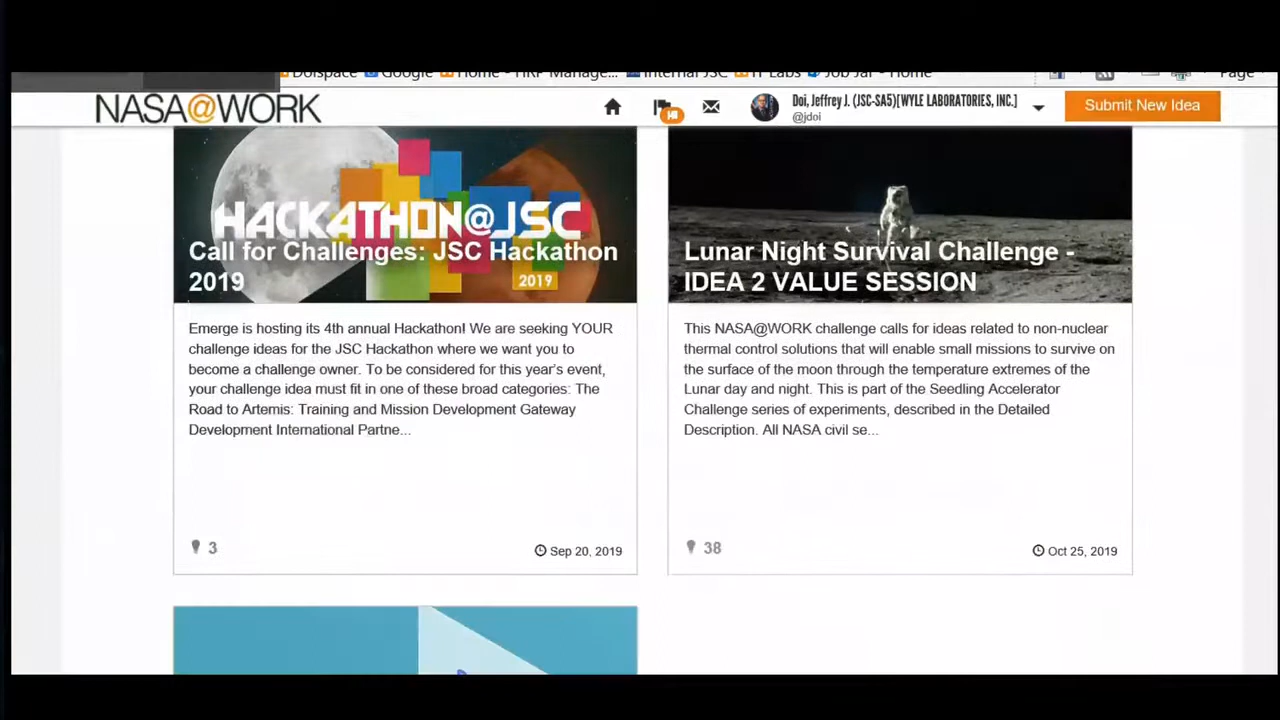 Doispace Google Home - HRP Manage... Internal JSC IT Labs Job Jar - Home Page
NASA@WORK
Doi, Jeffrey J. (JSC-SA5)[WYLE LABORATORIES, INC.]
@jdoi
Submit New Idea
HACKATHON@JSC
2019
Call for Challenges: JSC Hackathon
2019
Emerge is hosting its 4th annual Hackathon! We are seeking YOUR
challenge ideas for the JSC Hackathon where we want you to
become a challenge owner. To be considered for this year's event,
your challenge idea must fit in one of these broad categories: The
Road to Artemis: Training and Mission Development Gateway
Development International Partne...
3
Sep 20, 2019
Lunar Night Survival Challenge -
IDEA 2 VALUE SESSION
This NASA@WORK challenge calls for ideas related to non-nuclear
thermal control solutions that will enable small missions to survive on
the surface of the moon through the temperature extremes of the
Lunar day and night. This is part of the Seedling Accelerator
Challenge series of experiments, described in the Detailed
Description. All NASA civil se...
38
Oct 25, 2019